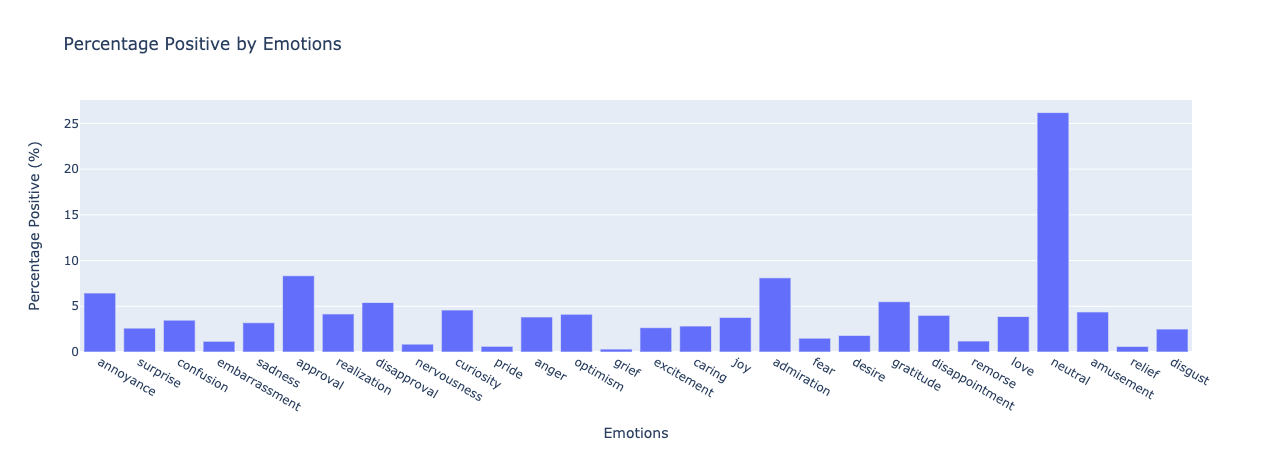 Percentage Positive by Emotions
Percentage Positive (%)
25
20
15
10
5
0
annoyance
surprise
confusion
embarrassment
sadness
approval
realization
disapproval
nervousness
curiosity
pride
anger
optimism
grief
excitement
caring
joy
admiration
fear
desire
gratitude
disappointment
remorse
love
neutral
amusement
relief
disgust
Emotions